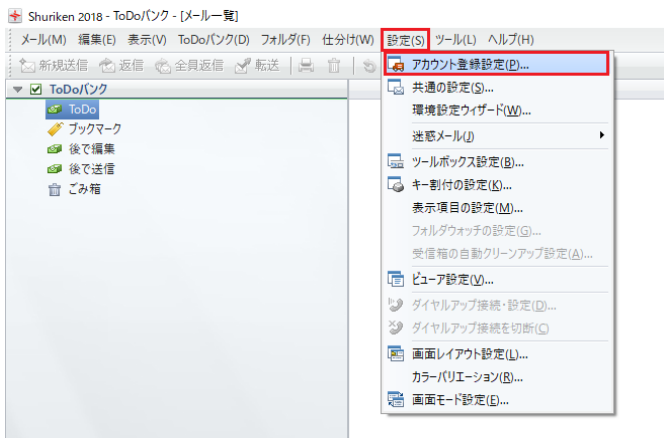 Shuriken 2018 - ToDoバンク - [メール一覧]
メール(M) 編集(E) 表示(V) ToDoバンク(D) フォルダ(F) 仕分け(W) 設定(S) ツール(L) ヘルプ(H)
新規送信 返信 全員返信 転送
ToDoバンク
ToDo
ブックマーク
後で編集
後で送信
ごみ箱
アカウント登録設定(P)...
共通の設定(S)...
環境設定ウィザード(W)...
迷惑メール(J)
ツールボックス設定(B)...
キー割付の設定(K)...
表示項目の設定(M)...
フォルダウォッチの設定(G)...
受信箱の自動クリーンアップ設定(A)...
ビューア設定(V)...
ダイヤルアップ接続・設定(D)...
ダイヤルアップ接続を切断(C)
画面レイアウト設定(L)...
カラーバリエーション(R)...
画面モード設定(E)...